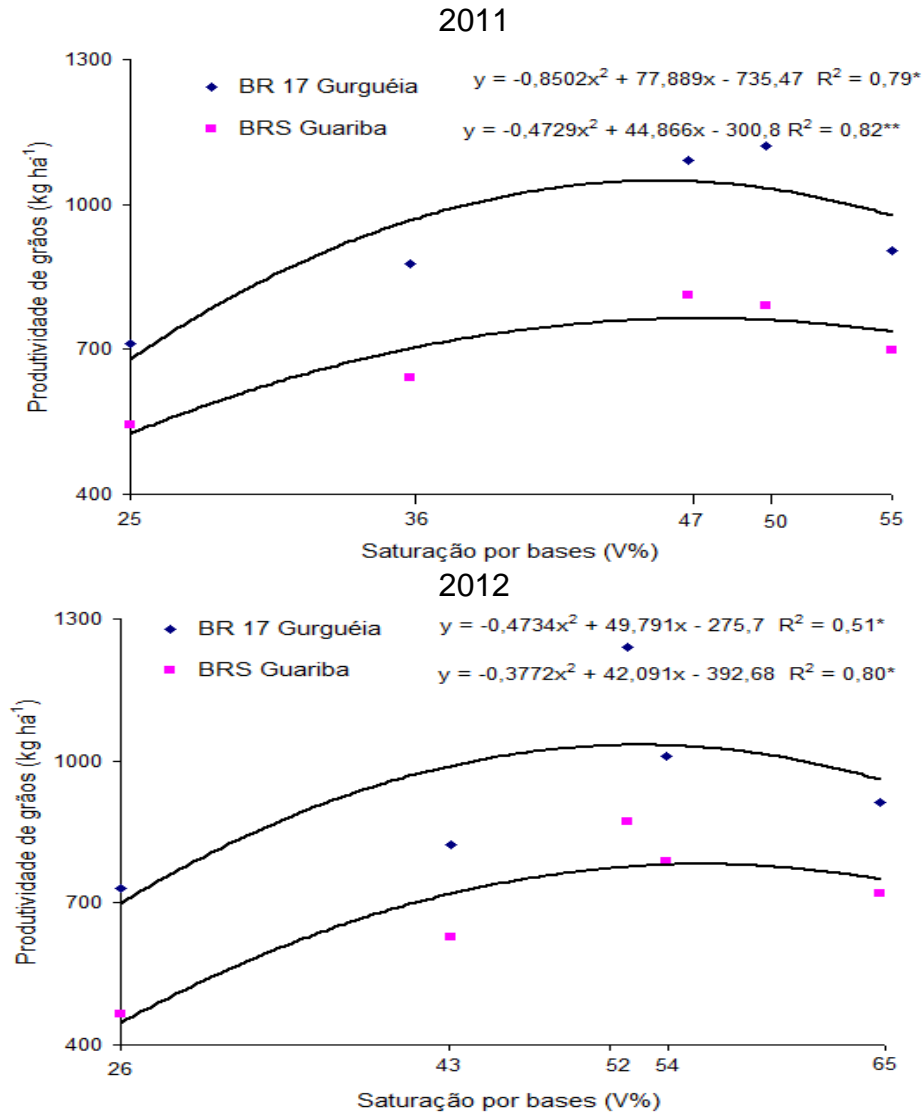 2011
1300
BR 17 Gurguéia
y = -0,8502x² + 77,889x - 735,47 R² = 0,79*
BRS Guariba
y = -0,4729x² + 44,866x - 300,8 R² = 0,82**
1000
700
400
Produtividade de grãos (kg ha⁻¹)
25 36 47 50 55
Saturação por bases (V%)
2012
1300
BR 17 Gurguéia
y = -0,4734x² + 49,791x - 275,7 R² = 0,51*
BRS Guariba
y = -0,3772x² + 42,091x - 392,68 R² = 0,80*
1000
700
400
Produtividade de grãos (kg ha⁻¹)
26 43 52 54 65
Saturação por bases (V%)